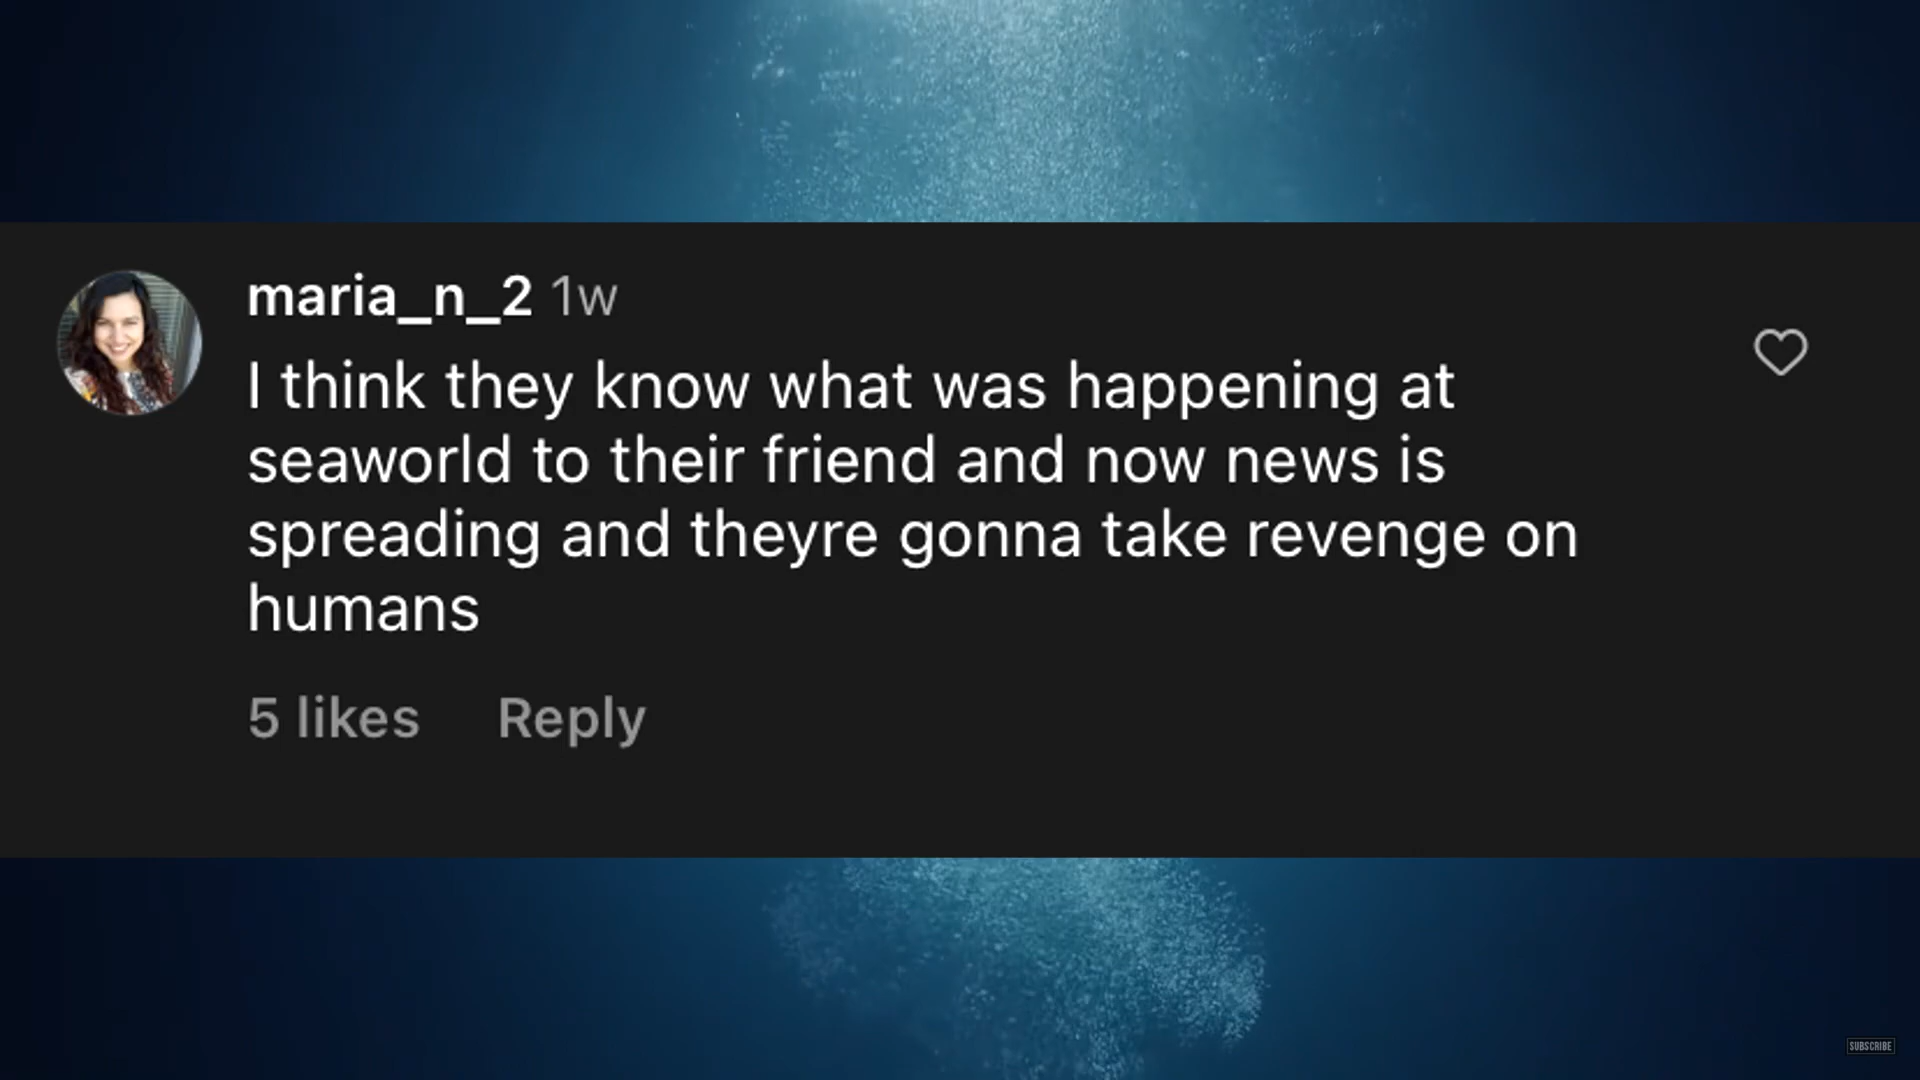 maria_n_2 1w
I think they know what was happening at
seaworld to their friend and now news is
spreading and theyre gonna take revenge on
humans
5 likes Reply
SUBSCRIBE